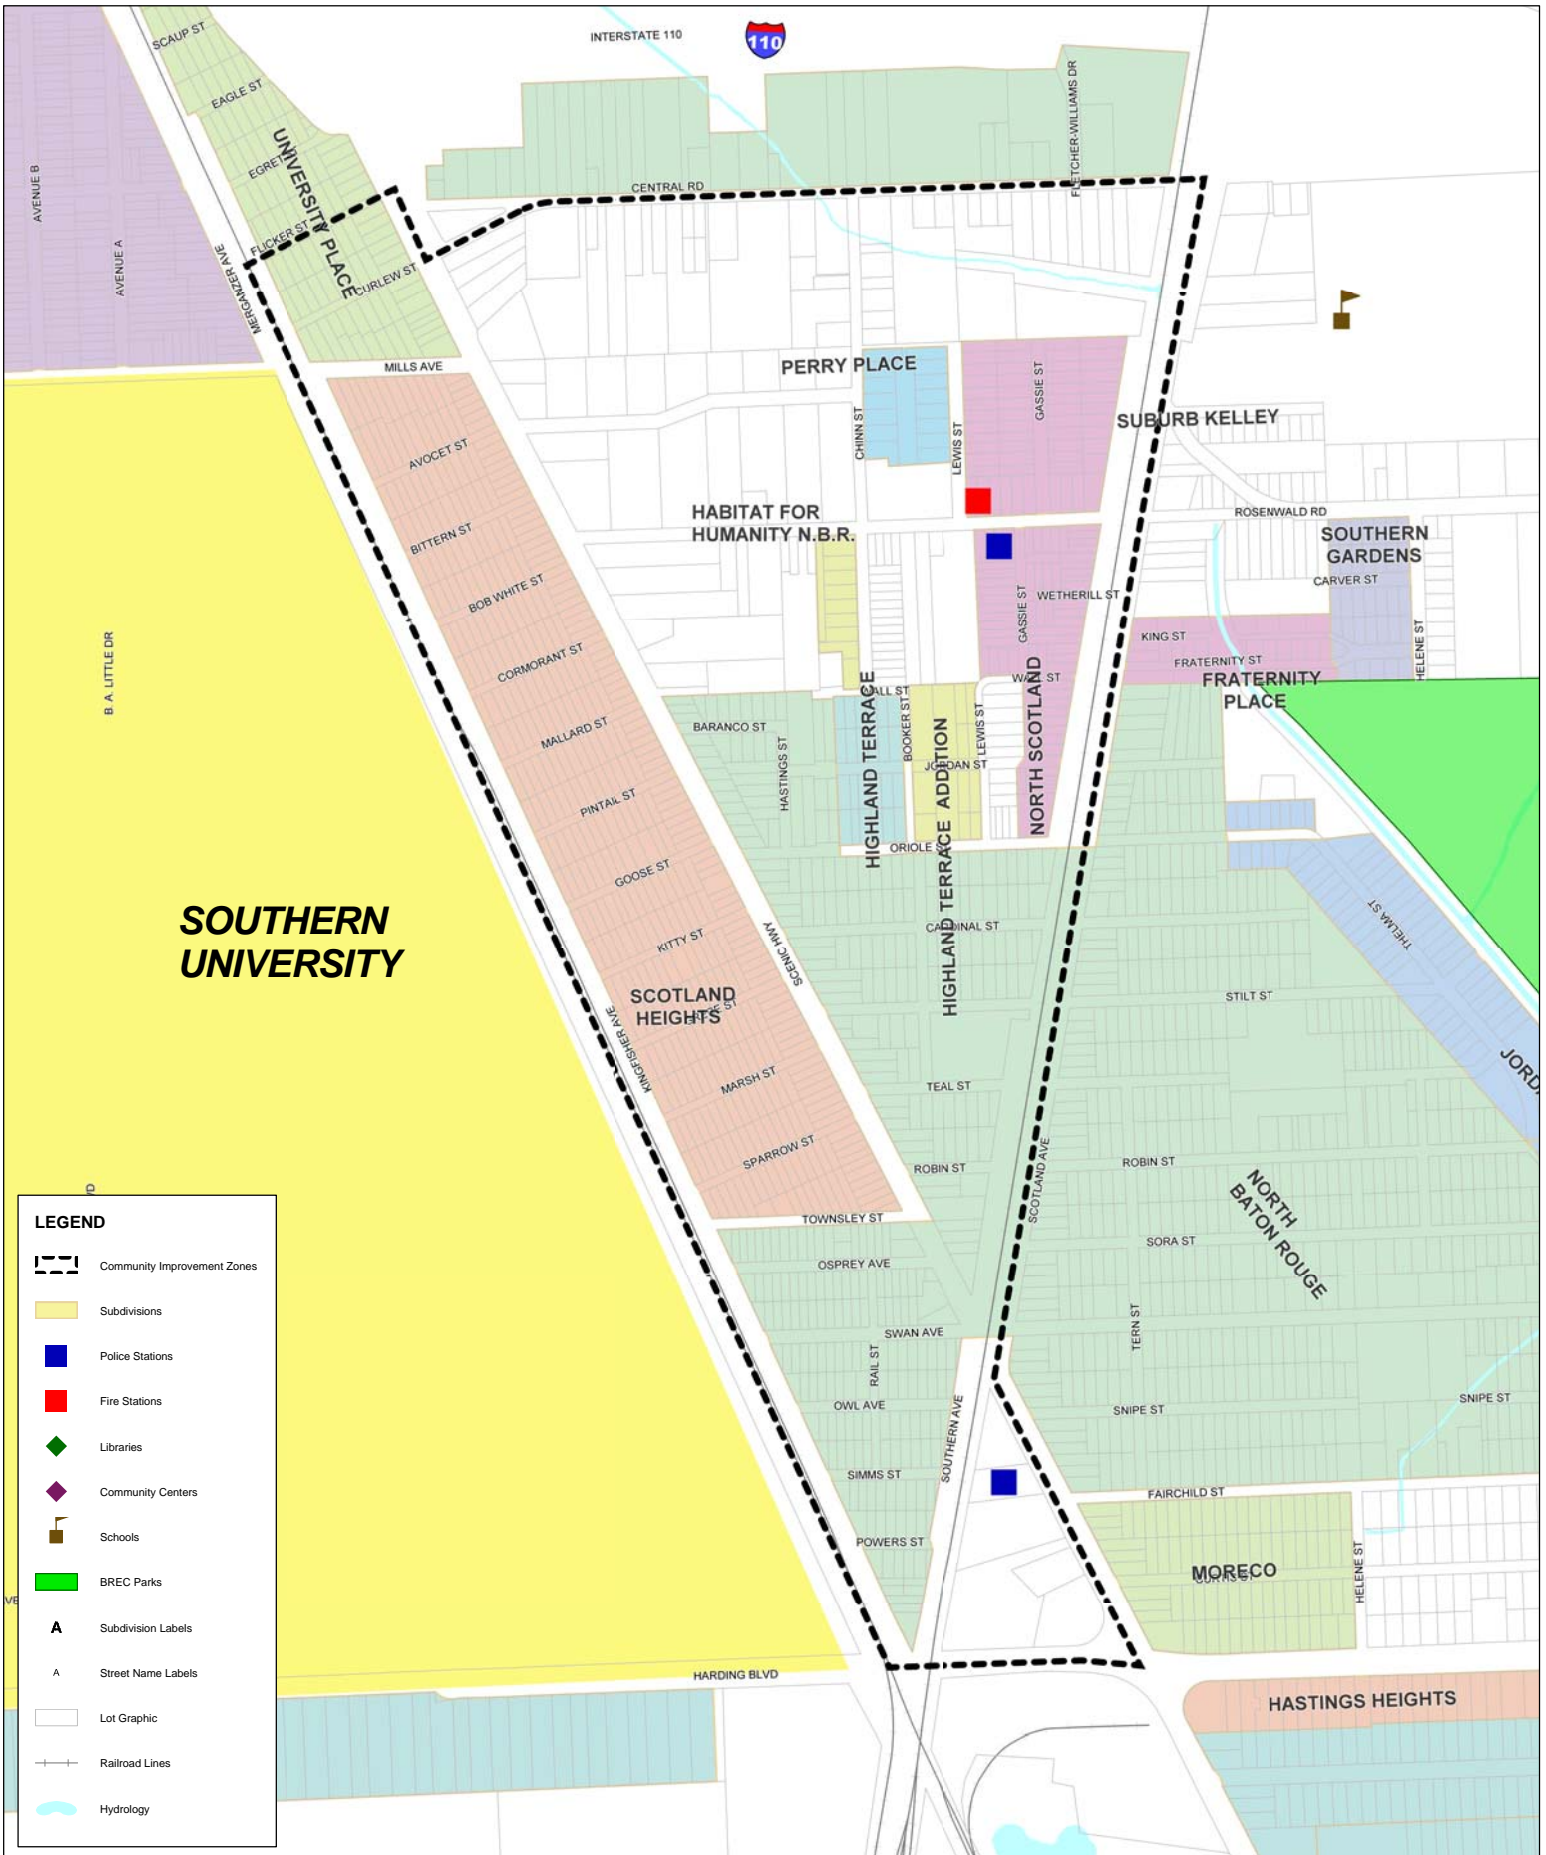 SCAUP ST
INTERSTATE 110
110
EAGLE ST
FLETCHER-WILLIAMS DR
EGRET
UNIVERSITY PLACE
AVENUE B
CENTRAL RD
FLICKER ST
AVENUE A
MERGANZER AVE
CURLEW ST
MILLS AVE
PERRY PLACE
GASSIE ST
SUBURB KELLEY
CHINN ST
LEWIS ST
AVOCET ST
HABITAT FOR
HUMANITY N.B.R.
ROSENWALD RD
BITTERN ST
SOUTHERN
GARDENS
CARVER ST
BOB WHITE ST
GASSIE ST
WETHERILL ST
KING ST
HELENE ST
CORMORANT ST
FRATERNITY ST
FRATERNITY
PLACE
B. A. LITTLE DR
NORTH SCOTLAND
HIGHLAND TERRACE
BOOKER ST
LEWIS ST
BARANCO ST
MALLARD ST
HASTINGS ST
JORDAN ST
HIGHLAND TERRACE ADDITION
PINTAIL ST
ORIOLE S
GOOSE ST
SOUTHERN
UNIVERSITY
CARDINAL ST
THELMA ST
KITTY ST
SCENIC HWY
SCOTLAND
HEIGHTS
STILT ST
KINGFISHER AVE
JORD
MARSH ST
TEAL ST
SPARROW ST
ROBIN ST
ROBIN ST
SCOTLAND AVE
NORTH
BATON ROUGE
TOWNSLEY ST
SORA ST
OSPREY AVE
SWAN AVE
TERN ST
RAIL ST
OWL AVE
SNIPE ST
SNIPE ST
SOUTHERN AVE
SIMMS ST
FAIRCHILD ST
POWERS ST
MORECO
HELENE ST
HARDING BLVD
HASTINGS HEIGHTS
VD
VE
LEGEND
Community Improvement Zones
Subdivisions
Police Stations
Fire Stations
Libraries
Community Centers
Schools
BREC Parks
A Subdivision Labels
A Street Name Labels
Lot Graphic
Railroad Lines
Hydrology